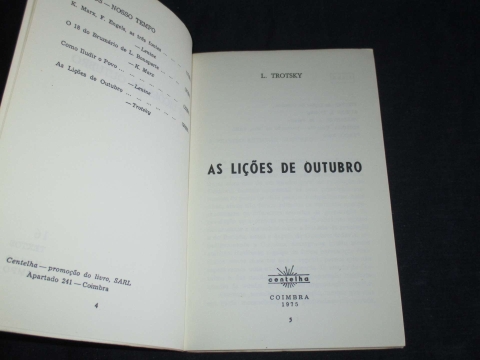 — NOSSO TEMPO
K. Marx, F. Engels, as três fontes
— Lenine
O 18 do Brumário de L. Bonaparte
— K. Marx
Como Iludir o Povo
— Lenine
As Lições de Outubro
— Trotsky
Centelha — promoção do livro, SARL
Apartado 241 — Coimbra
4
L. TROTSKY
AS LIÇÕES DE OUTUBRO
centelha
COIMBRA
1975
5